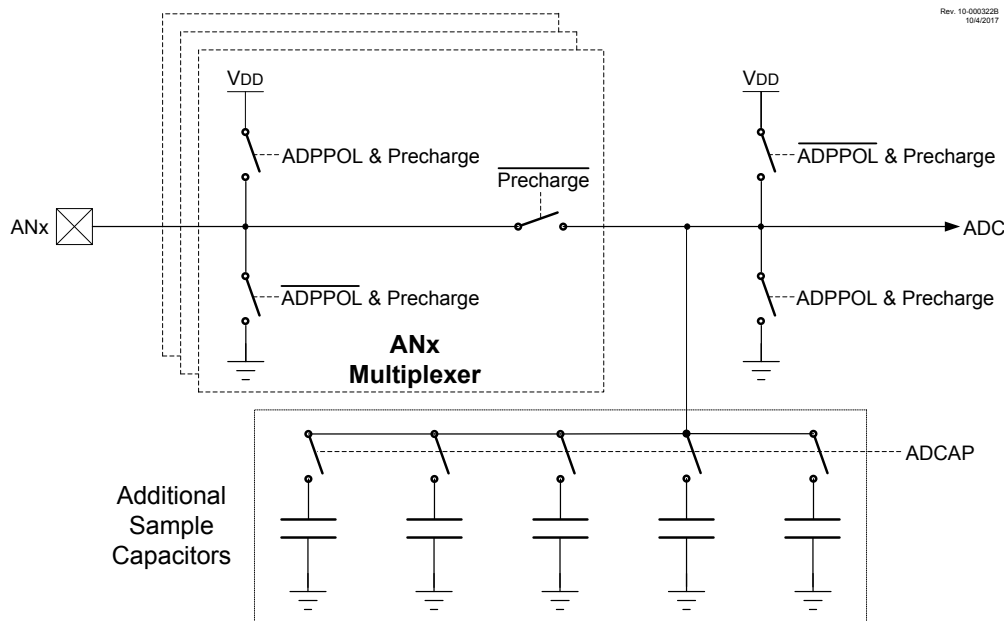 Rev. 10-000322B
10/4/2017
VDD
VDD
ADPPOL & Precharge
ADPPOL & Precharge
Precharge
ANx
ADC
ADPPOL & Precharge
ADPPOL & Precharge
ANx
Multiplexer
ADCAP
Additional
Sample
Capacitors